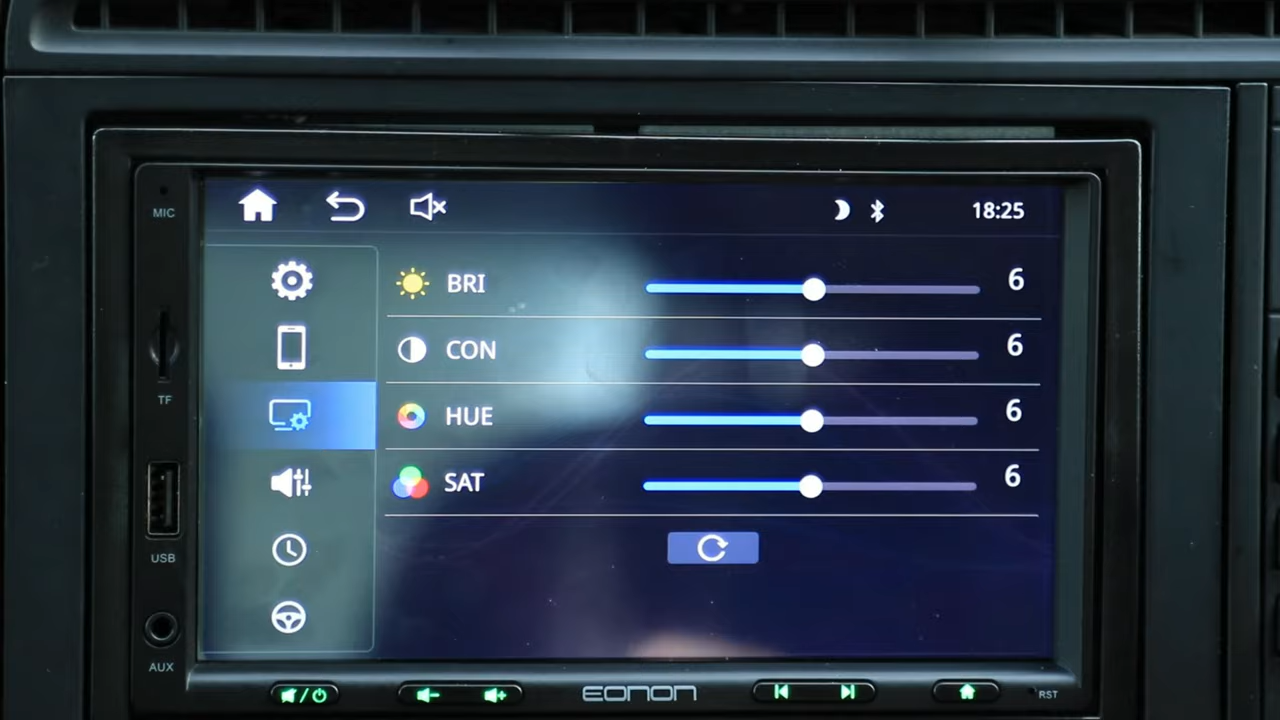 MIC
18:25
BRI 6
CON 6
HUE 6
TF
SAT 6
USB
AUX
EONON
RST